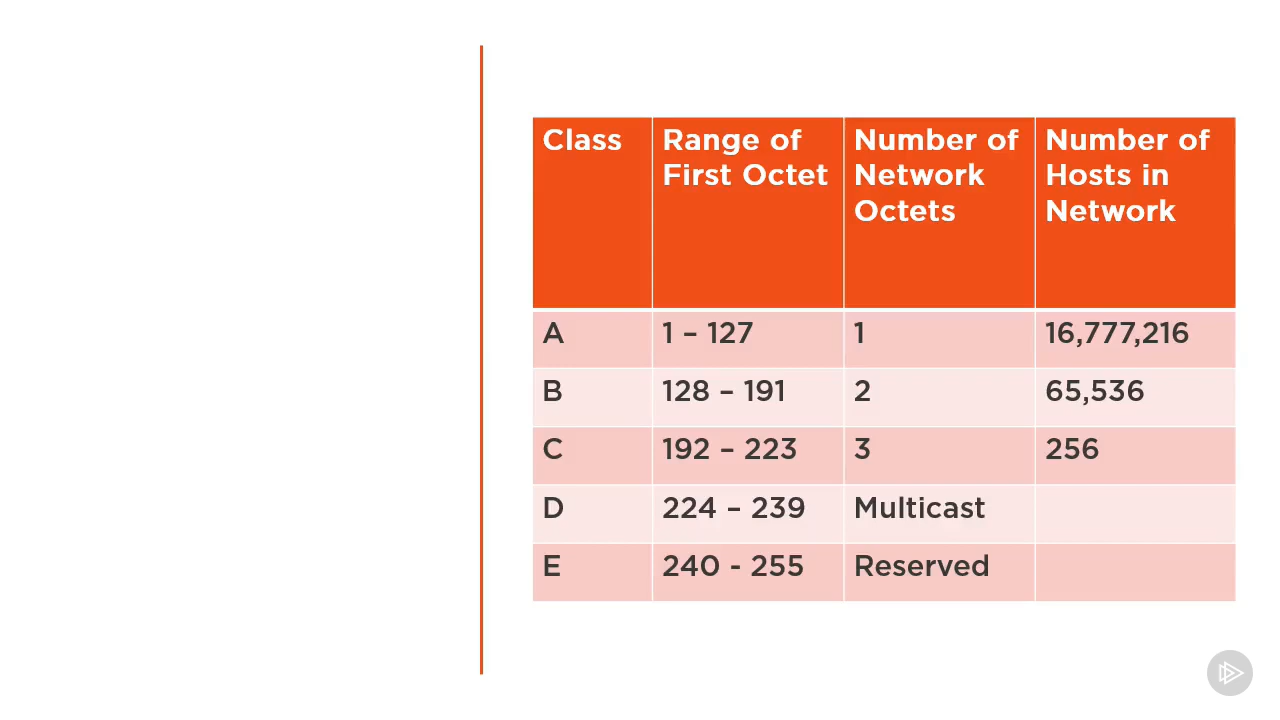 Class Range of Number of Number of
First Octet Network Hosts in
Octets Network
A 1 – 127 1 16,777,216
B 128 – 191 2 65,536
C 192 – 223 3 256
D 224 – 239 Multicast
E 240 - 255 Reserved